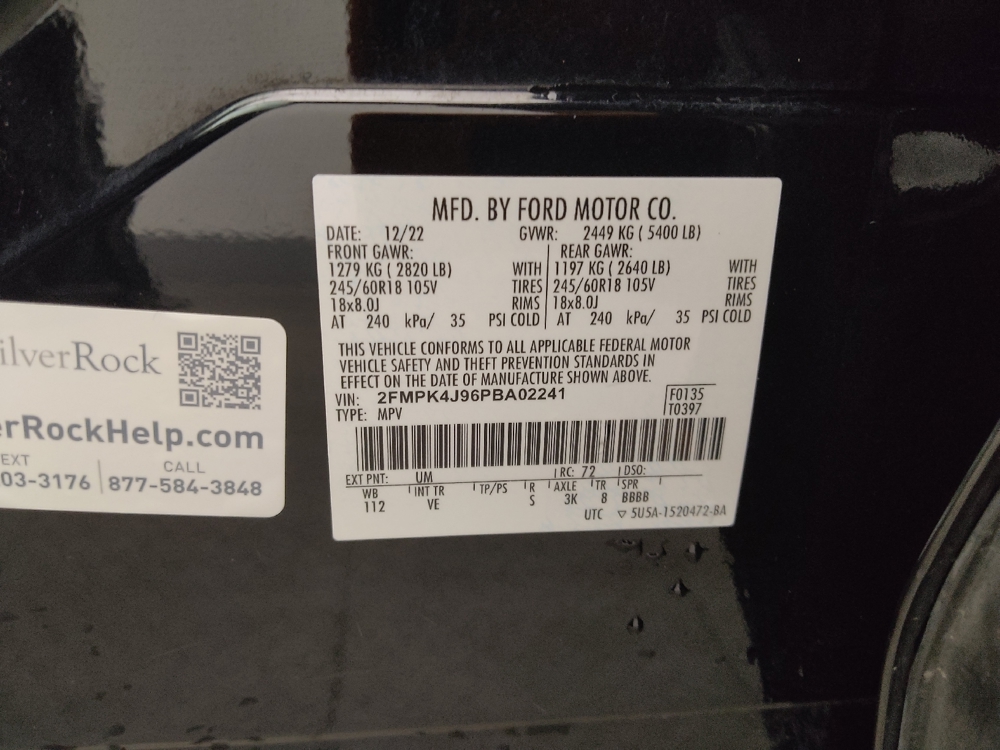 MFD. BY FORD MOTOR CO.
DATE: 12/22 GVWR: 2449 KG ( 5400 LB)
FRONT GAWR: REAR GAWR:
1279 KG ( 2820 LB) WITH 1197 KG ( 2640 LB) WITH
245/60R18 105V TIRES 245/60R18 105V TIRES
18x8.0J RIMS 18x8.0J RIMS
AT 240 kPa/ 35 PSI COLD AT 240 kPa/ 35 PSI COLD
THIS VEHICLE CONFORMS TO ALL APPLICABLE FEDERAL MOTOR
VEHICLE SAFETY AND THEFT PREVENTION STANDARDS IN
EFFECT ON THE DATE OF MANUFACTURE SHOWN ABOVE.
VIN: 2FMPK4J96PBA02241
TYPE: MPV
F0135
T0397
EXT PNT: UM RC: 72 DSO:
WB INT TR TP/PS R AXLE TR SPR
112 VE S 3K 8 BBBB
UTC ▽ 5U5A-1520472-BA
ilverRock
erRockHelp.com
EXT CALL
03-3176 877-584-3848